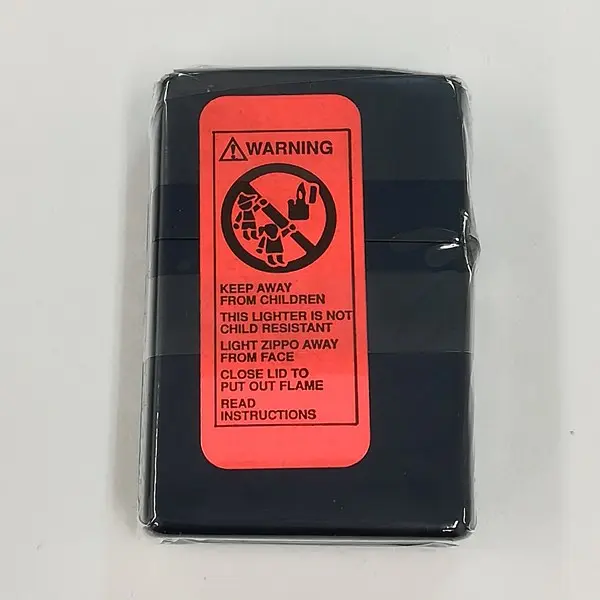 WARNING
KEEP AWAY
FROM CHILDREN
THIS LIGHTER IS NOT
CHILD RESISTANT
LIGHT ZIPPO AWAY
FROM FACE
CLOSE LID TO
PUT OUT FLAME
READ
INSTRUCTIONS